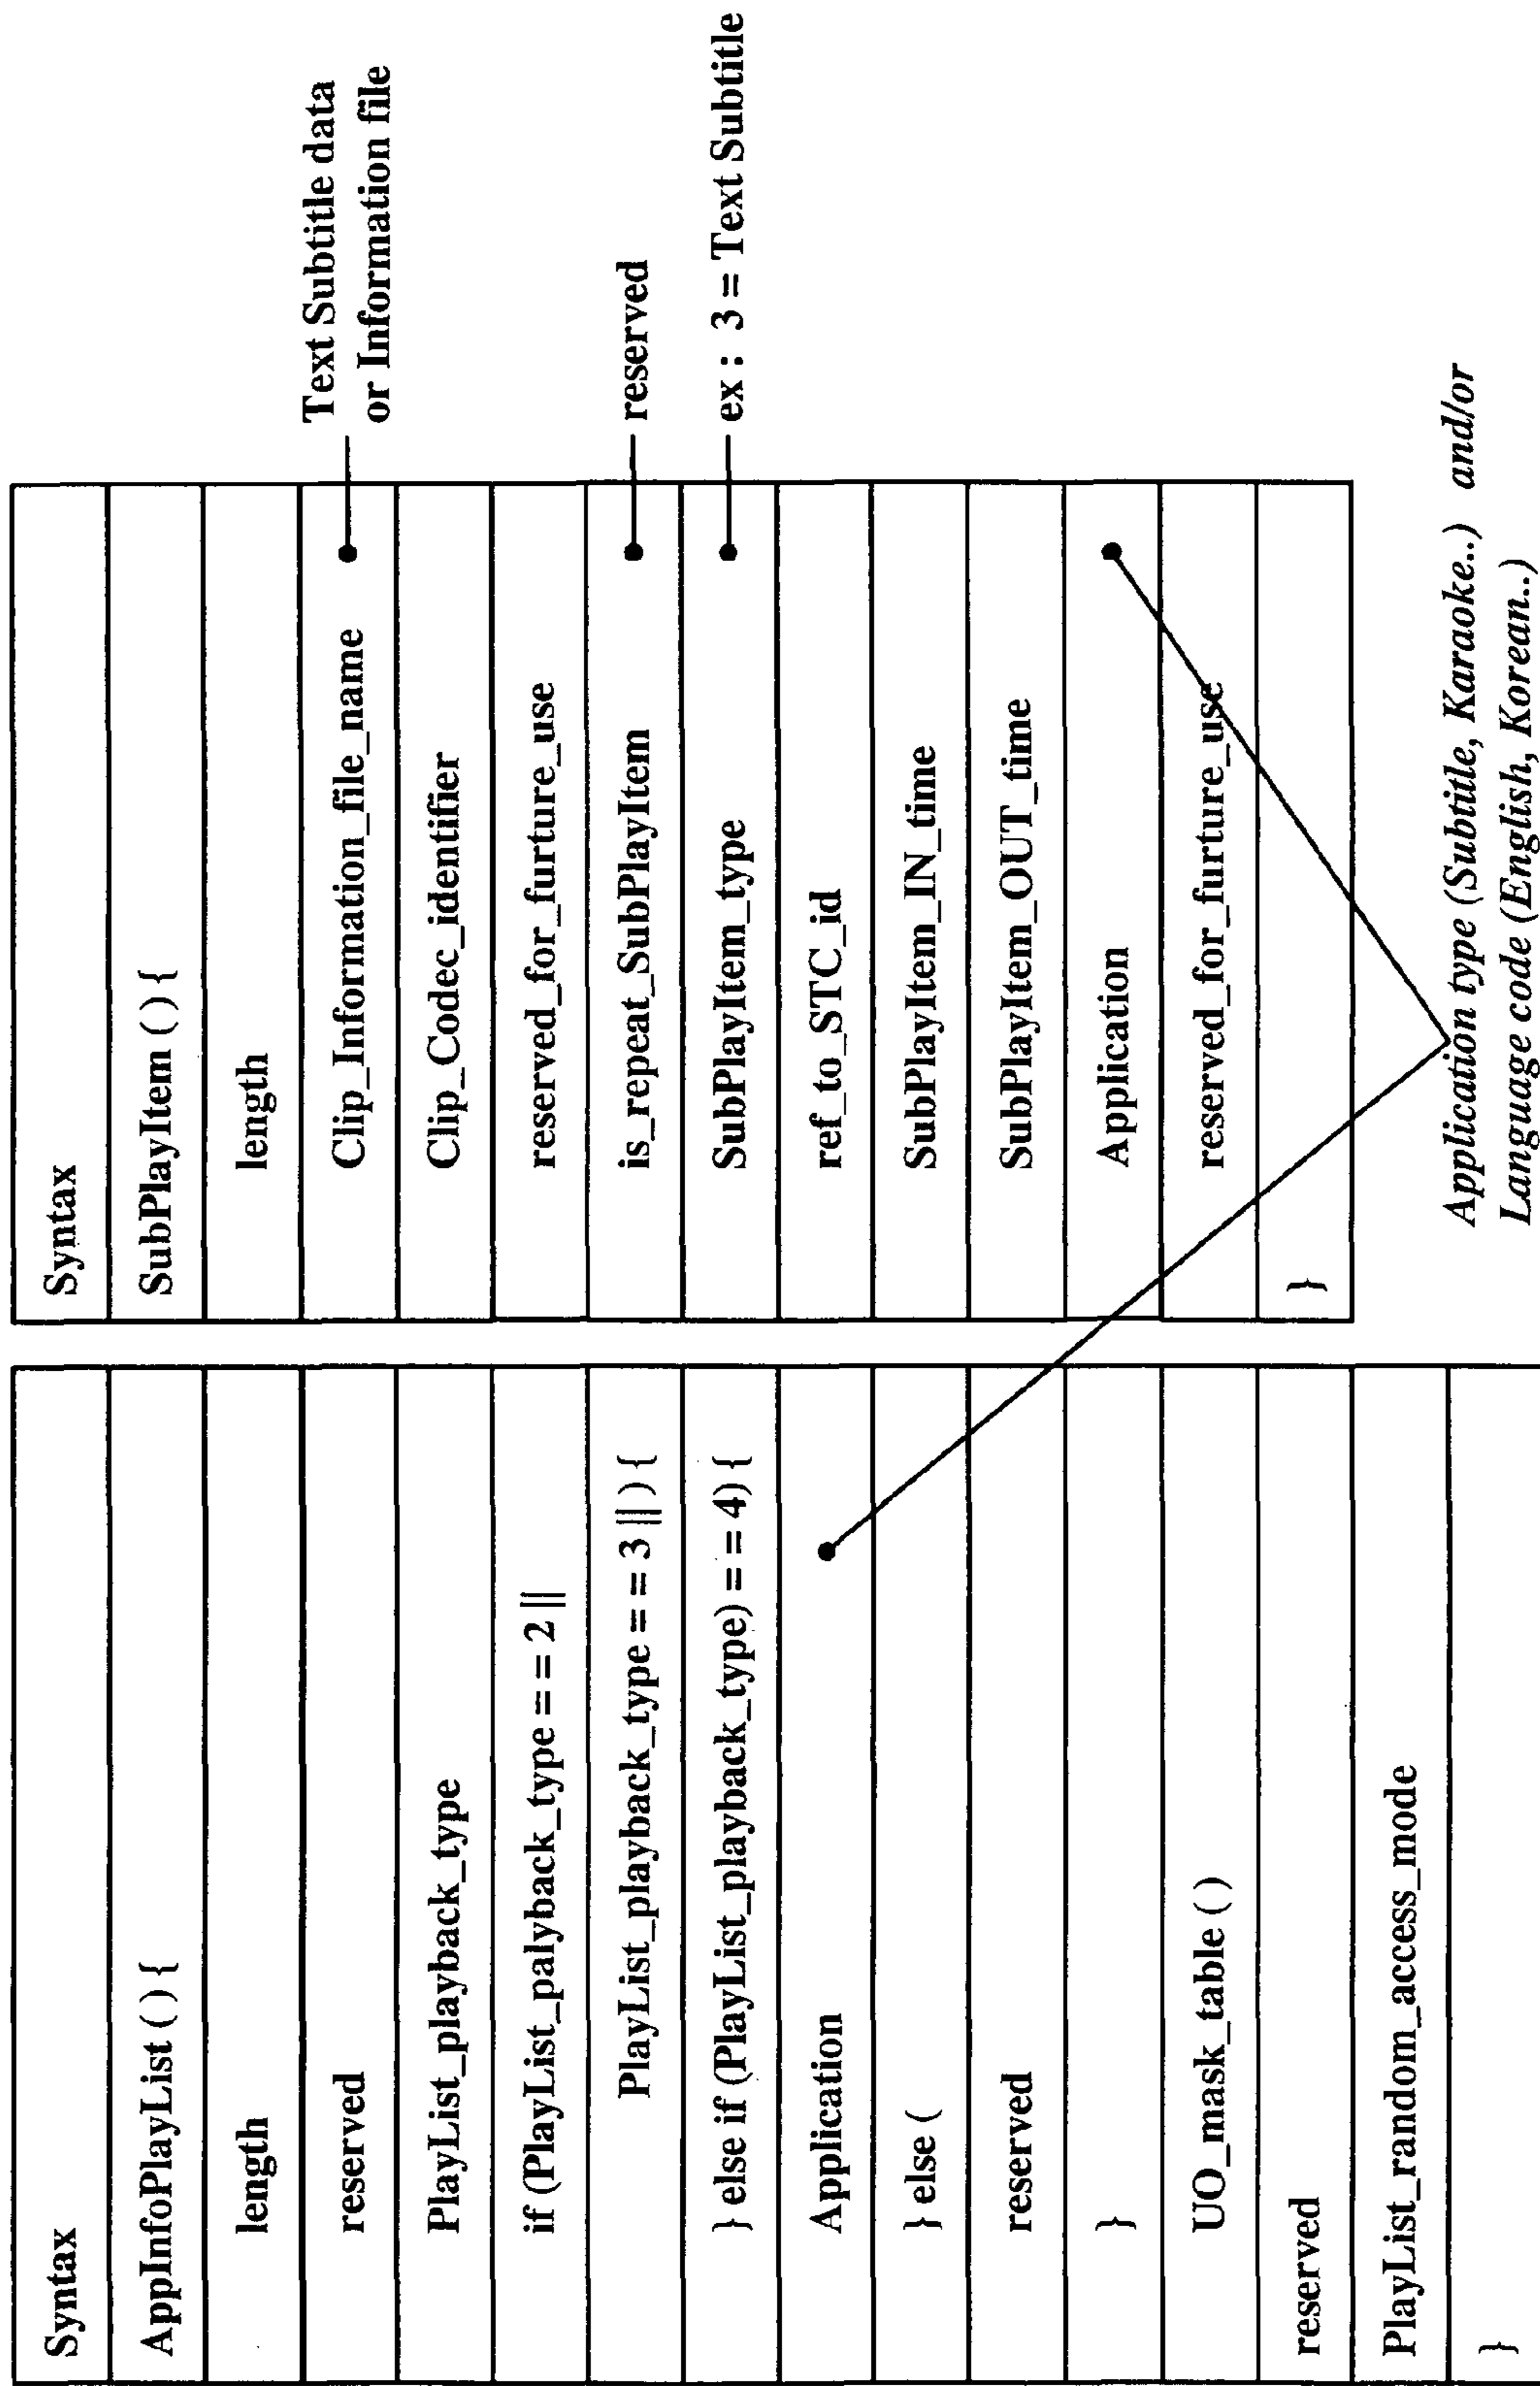 Syntax
AppInfoPlayList ( ) {
length
reserved
PlayList_playback_type
if (PlayList_palyback_type = = 2 ||
PlayList_playback_type = = 3 || ) {
} else if (PlayList_playback_type) = = 4) {
Application
} else (
reserved
}
UO_mask_table ( )
reserved
PlayList_random_access_mode
}
Syntax
SubPlayItem ( ) {
length
Clip_Information_file_name
Clip_Codec_identifier
reserved_for_furture_use
is_repeat_SubPlayItem
SubPlayItem_type
ref_to_STC_id
SubPlayItem_IN_time
SubPlayItem_OUT_time
Application
reserved_for_furture_use
}
Text Subtitle data
or Information file
reserved
ex : 3 = Text Subtitle
Application type (Subtitle, Karaoke..) and/or
Language code (English, Korean..)